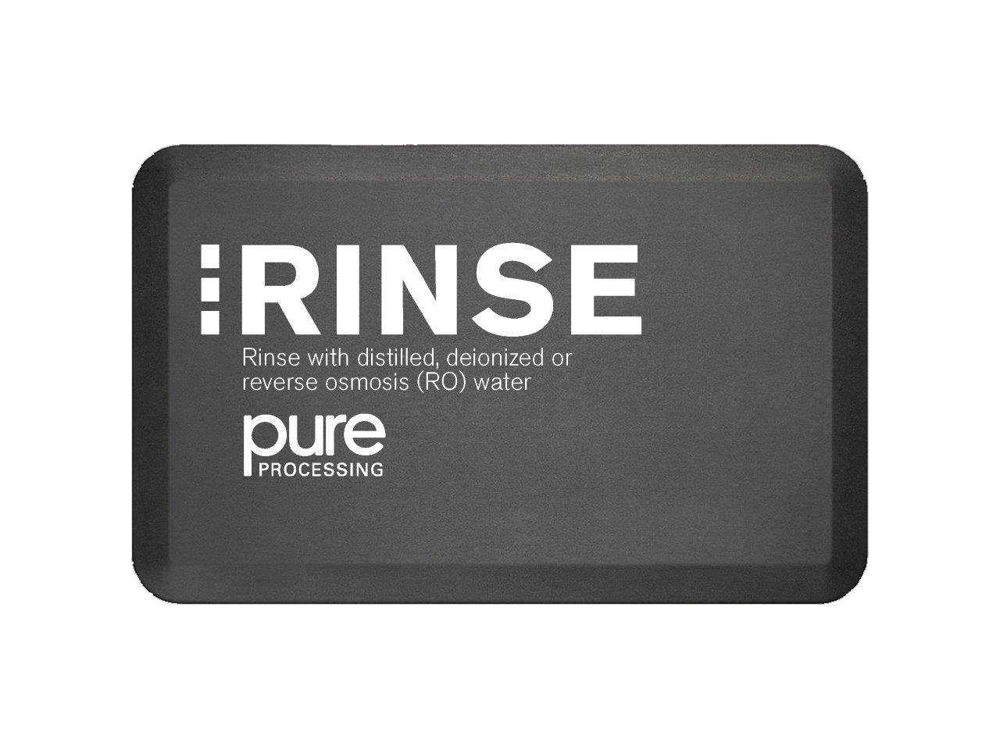 RINSE
Rinse with distilled, deionized or
reverse osmosis (RO) water
pure
PROCESSING